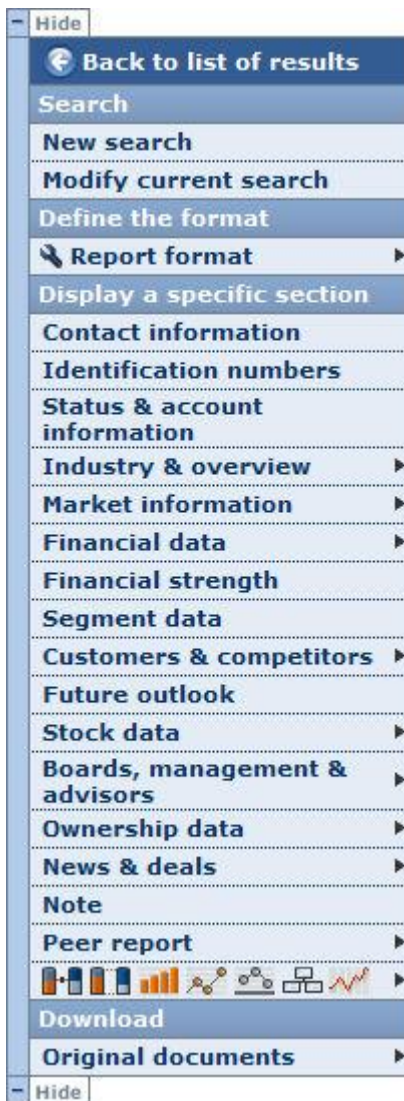 Hide
Back to list of results
Search
New search
Modify current search
Define the format
Report format
Display a specific section
Contact information
Identification numbers
Status & account
information
Industry & overview
Market information
Financial data
Financial strength
Segment data
Customers & competitors
Future outlook
Stock data
Boards, management &
advisors
Ownership data
News & deals
Note
Peer report
Download
Original documents
Hide